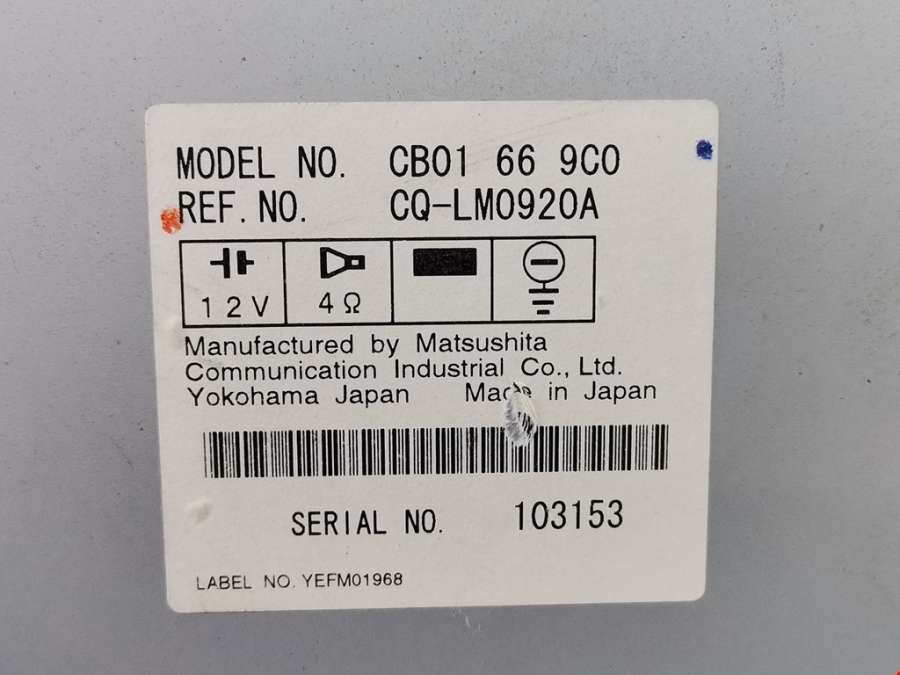 MODEL NO. CB01 66 9C0
REF. NO. CQ-LM0920A
12V 4Ω
Manufactured by Matsushita
Communication Industrial Co., Ltd.
Yokohama Japan Made in Japan
SERIAL NO. 103153
LABEL NO. YEFM01968